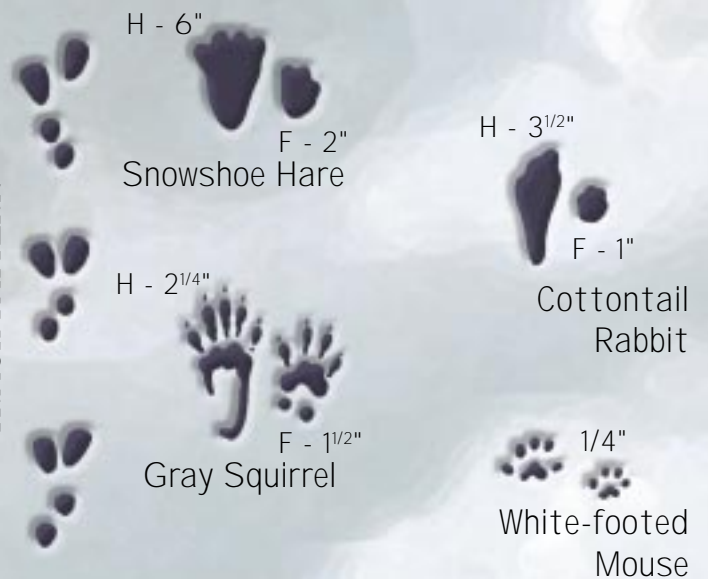 H - 6"
F - 2"
Snowshoe Hare
H - 3 1/2"
F - 1"
Cottontail
Rabbit
H - 2 1/4"
F - 1 1/2"
Gray Squirrel
1/4"
White-footed
Mouse